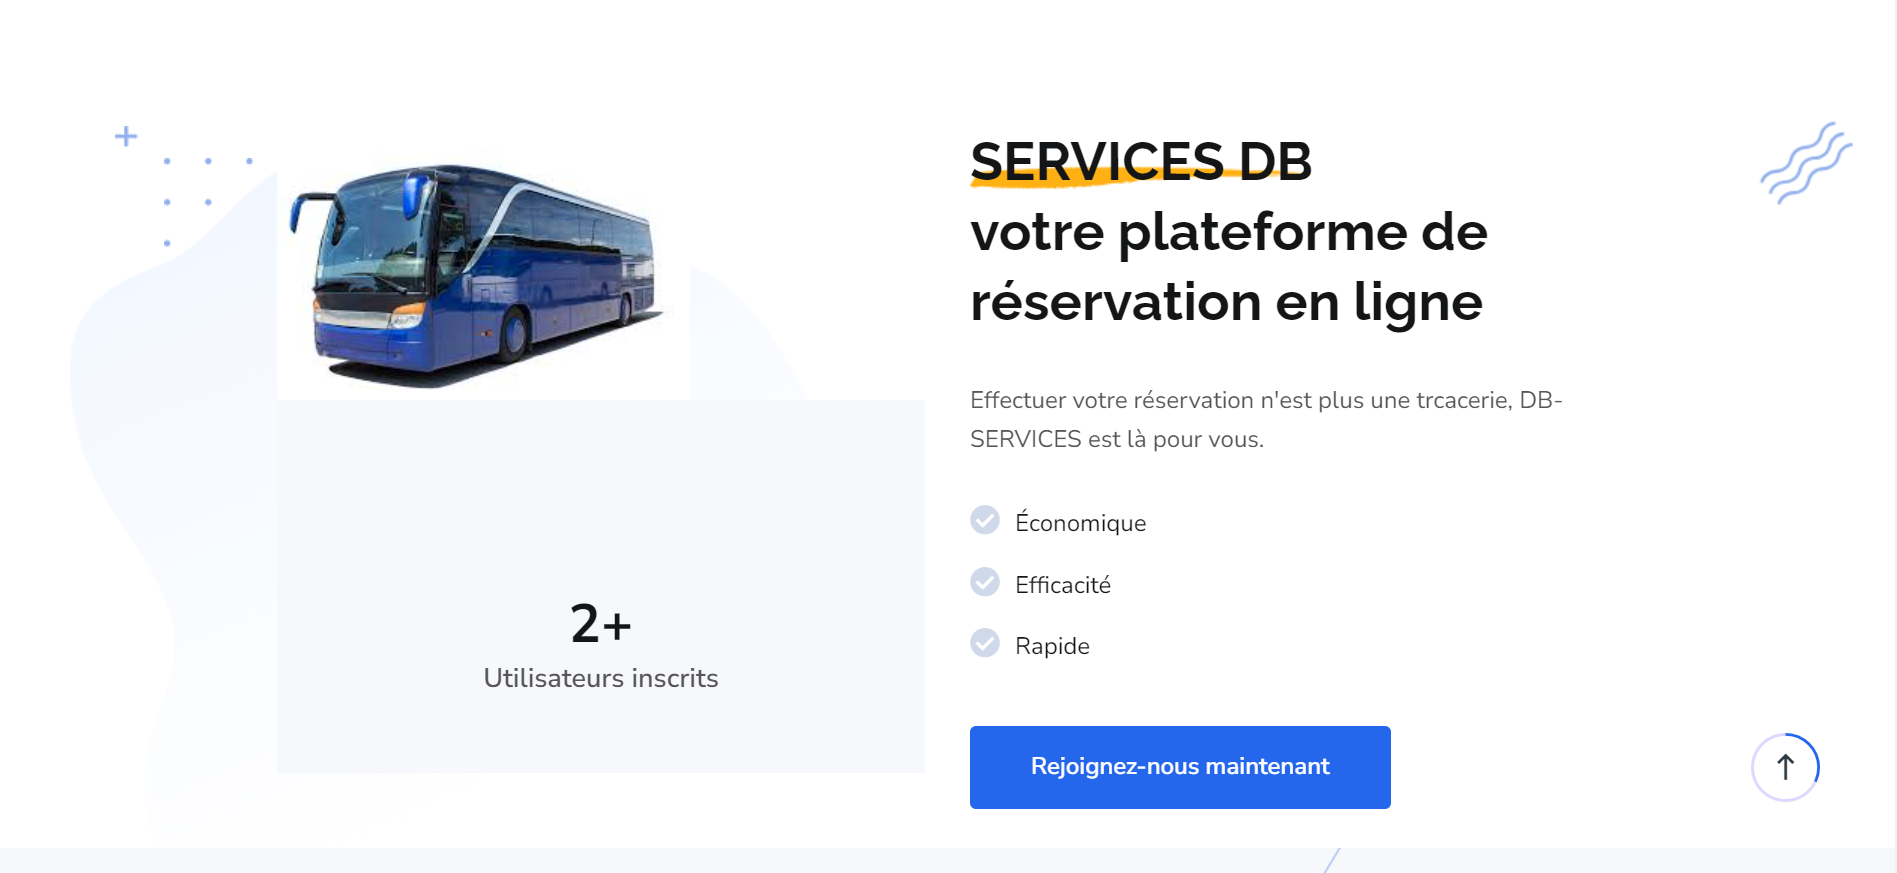 SERVICES DB
votre plateforme de
réservation en ligne
Effectuer votre réservation n'est plus une trcacerie, DB-
SERVICES est là pour vous.
Économique
Efficacité
Rapide
Rejoignez-nous maintenant
2+
Utilisateurs inscrits